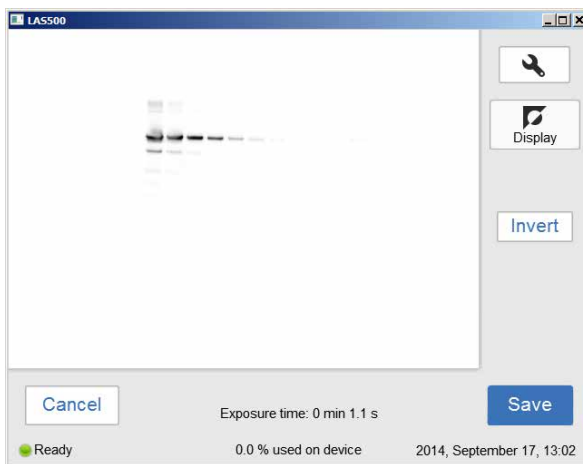 LAS500
Display
Invert
Cancel
Exposure time: 0 min 1.1 s
Save
Ready
0.0 % used on device
2014, September 17, 13:02